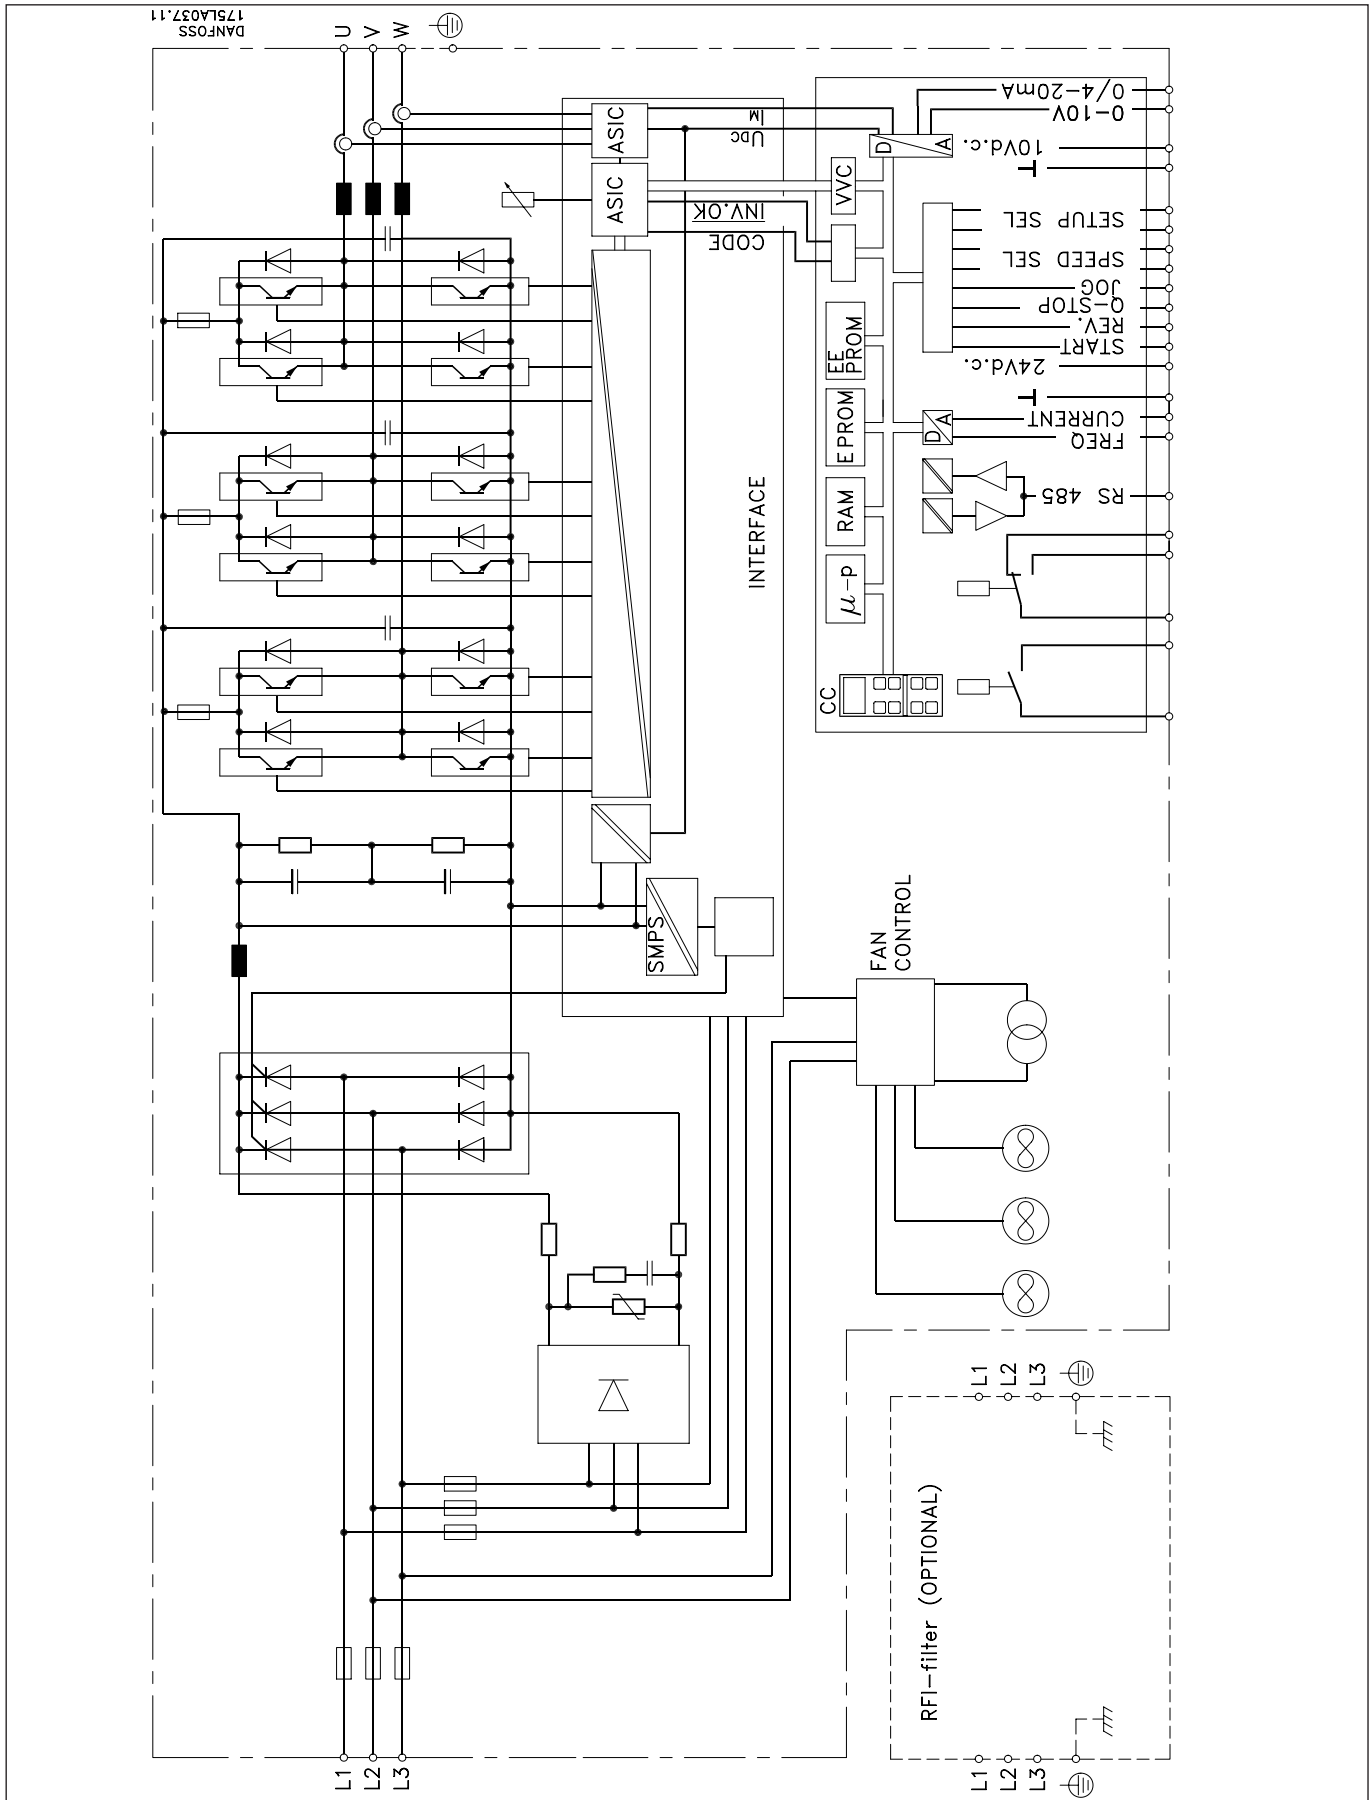 DANFOSS
175LA037.11
U
V
W
ASIC
ASIC
IM
UDC
INV.OK
CODE
INTERFACE
SMPS
D
A
VVC
EE
PROM
EPROM
RAM
μ-p
CC
D
A
0/4-20mA
0-10V
10Vd.c.
SETUP SEL
SPEED SEL
JOG
Q-STOP
REV.
START
24Vd.c.
CURRENT
FREQ
RS 485
FAN
CONTROL
L1
L2
L3
RFI-filter (OPTIONAL)
L1
L2
L3
L1
L2
L3